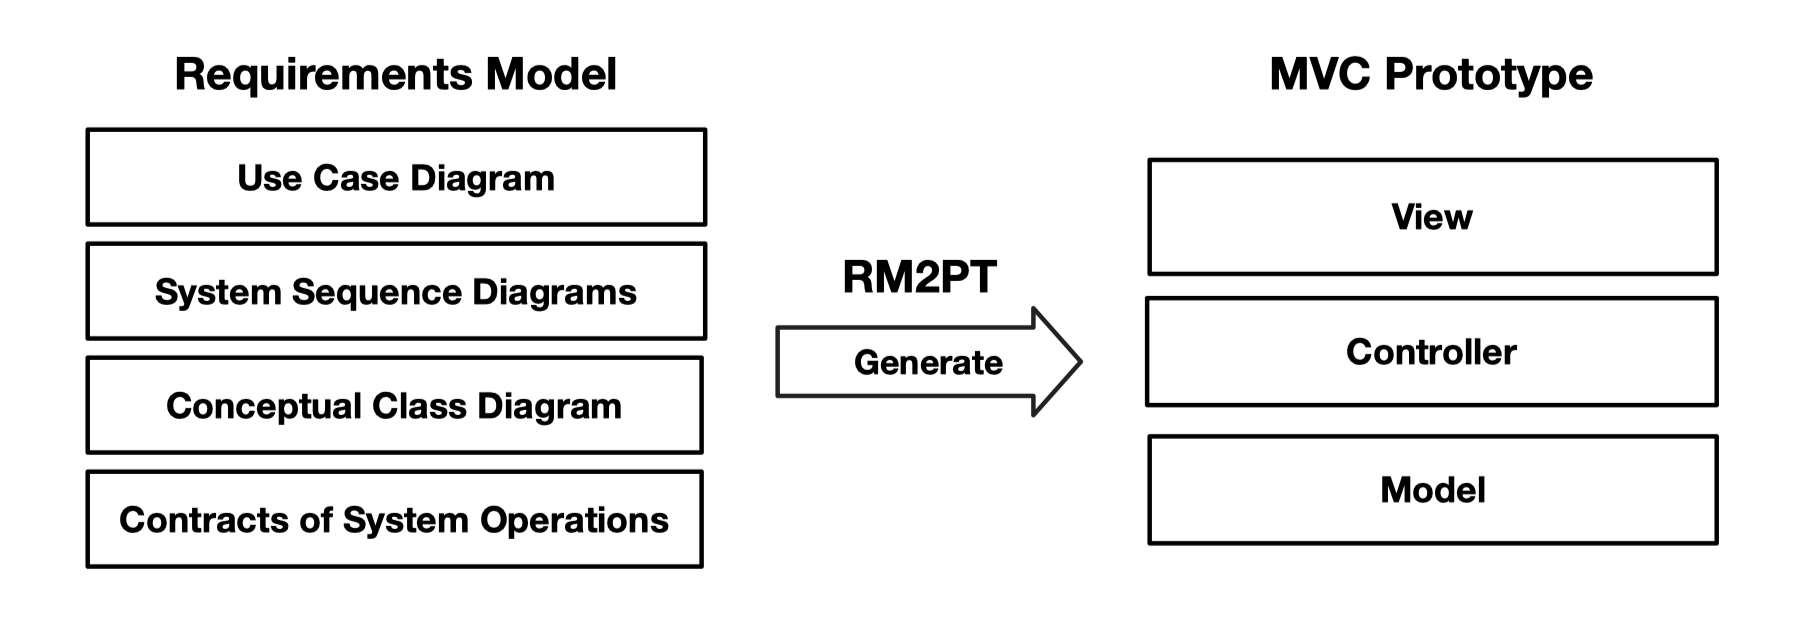 Requirements Model
Use Case Diagram
System Sequence Diagrams
Conceptual Class Diagram
Contracts of System Operations
RM2PT
Generate
MVC Prototype
View
Controller
Model